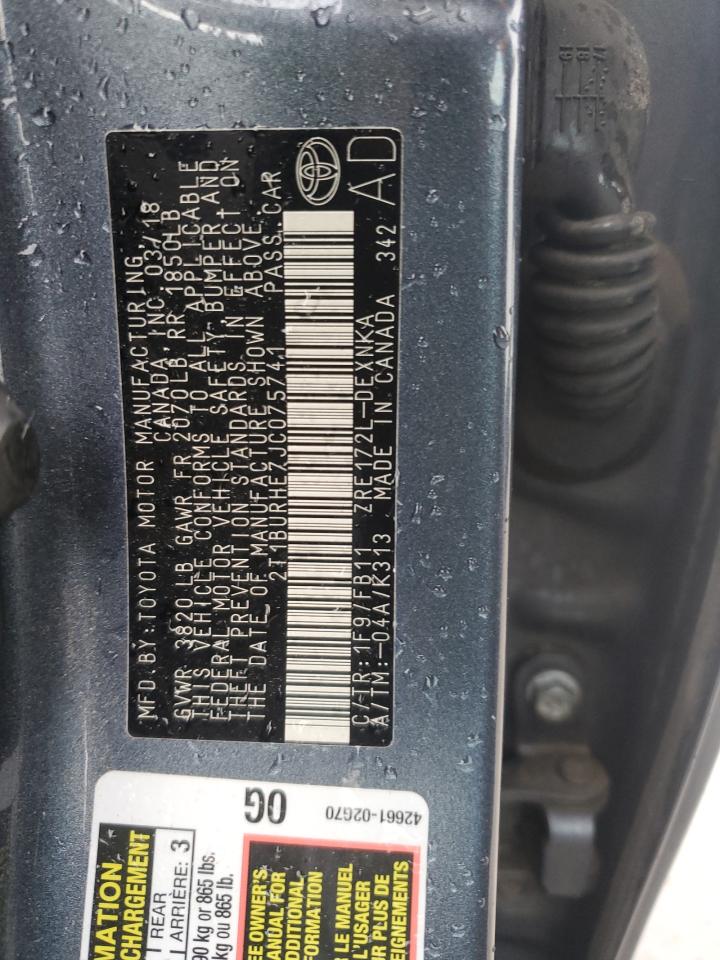 MFD. BY: TOYOTA MOTOR MANUFACTURING,
CANADA, INC 03/18
GVWR 3820 LB GAWR FR 2070LB RR 1850LB
THIS VEHICLE CONFORMS TO ALL APPLICABLE
FEDERAL MOTOR VEHICLE SAFETY, BUMPER AND
THEFT PREVENTION STANDARDS IN EFFECT ON
THE DATE OF MANUFACTURE SHOWN ABOVE
2T1BURHE7JC075741 PASS. CAR
C/TR: 1F9/FB11 ZRE172L-DEXNKA AD
A/TM: -04A/K313 MADE IN CANADA 342
OG
42661-02G70
MATION
CHARGEMENT
REAR 3
ARRIÈRE:
90 kg or 865 lbs.
kg ou 865 lb.
EE OWNER'S
ANUAL FOR
DDITIONAL
FORMATION
R LE MANUEL
L'USAGER
UR PLUS DE
EIGNEMENTS